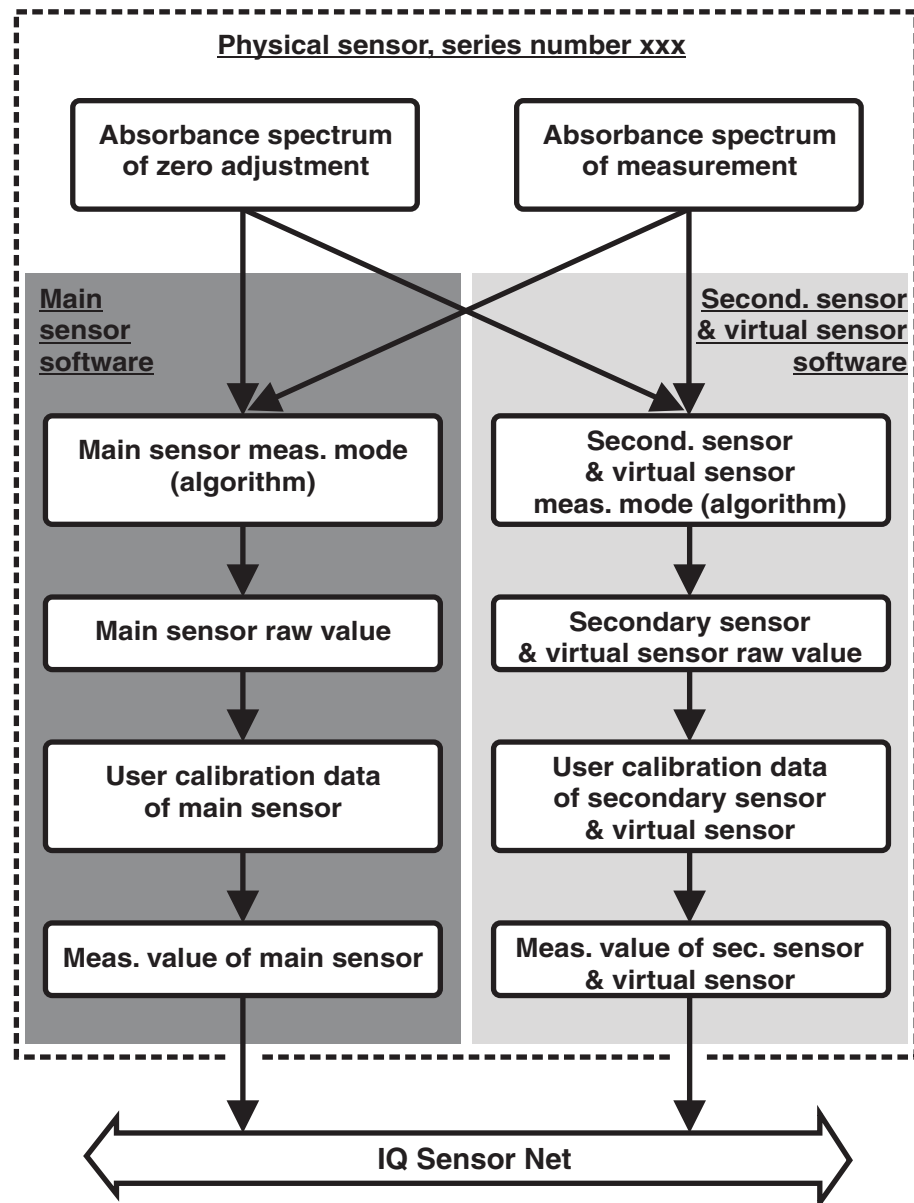 Physical sensor, series number xxx
Absorbance spectrum
of zero adjustment
Absorbance spectrum
of measurement
Main
sensor
software
Second. sensor
& virtual sensor
software
Main sensor meas. mode
(algorithm)
Second. sensor
& virtual sensor
meas. mode (algorithm)
Main sensor raw value
Secondary sensor
& virtual sensor raw value
User calibration data
of main sensor
User calibration data
of secondary sensor
& virtual sensor
Meas. value of main sensor
Meas. value of sec. sensor
& virtual sensor
IQ Sensor Net